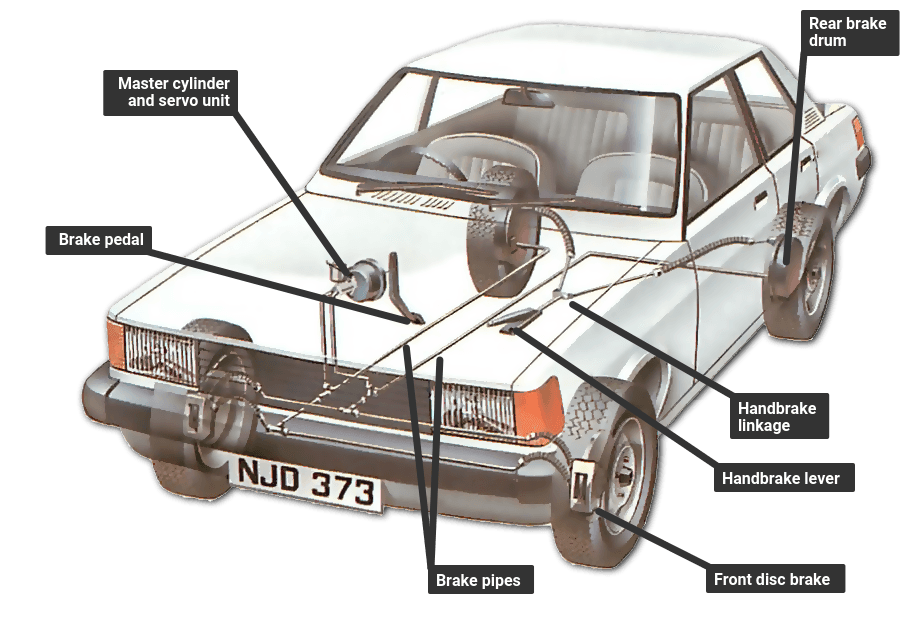 Rear brake
drum
Master cylinder
and servo unit
Brake pedal
Handbrake
linkage
Handbrake lever
NJD 373
Brake pipes
Front disc brake